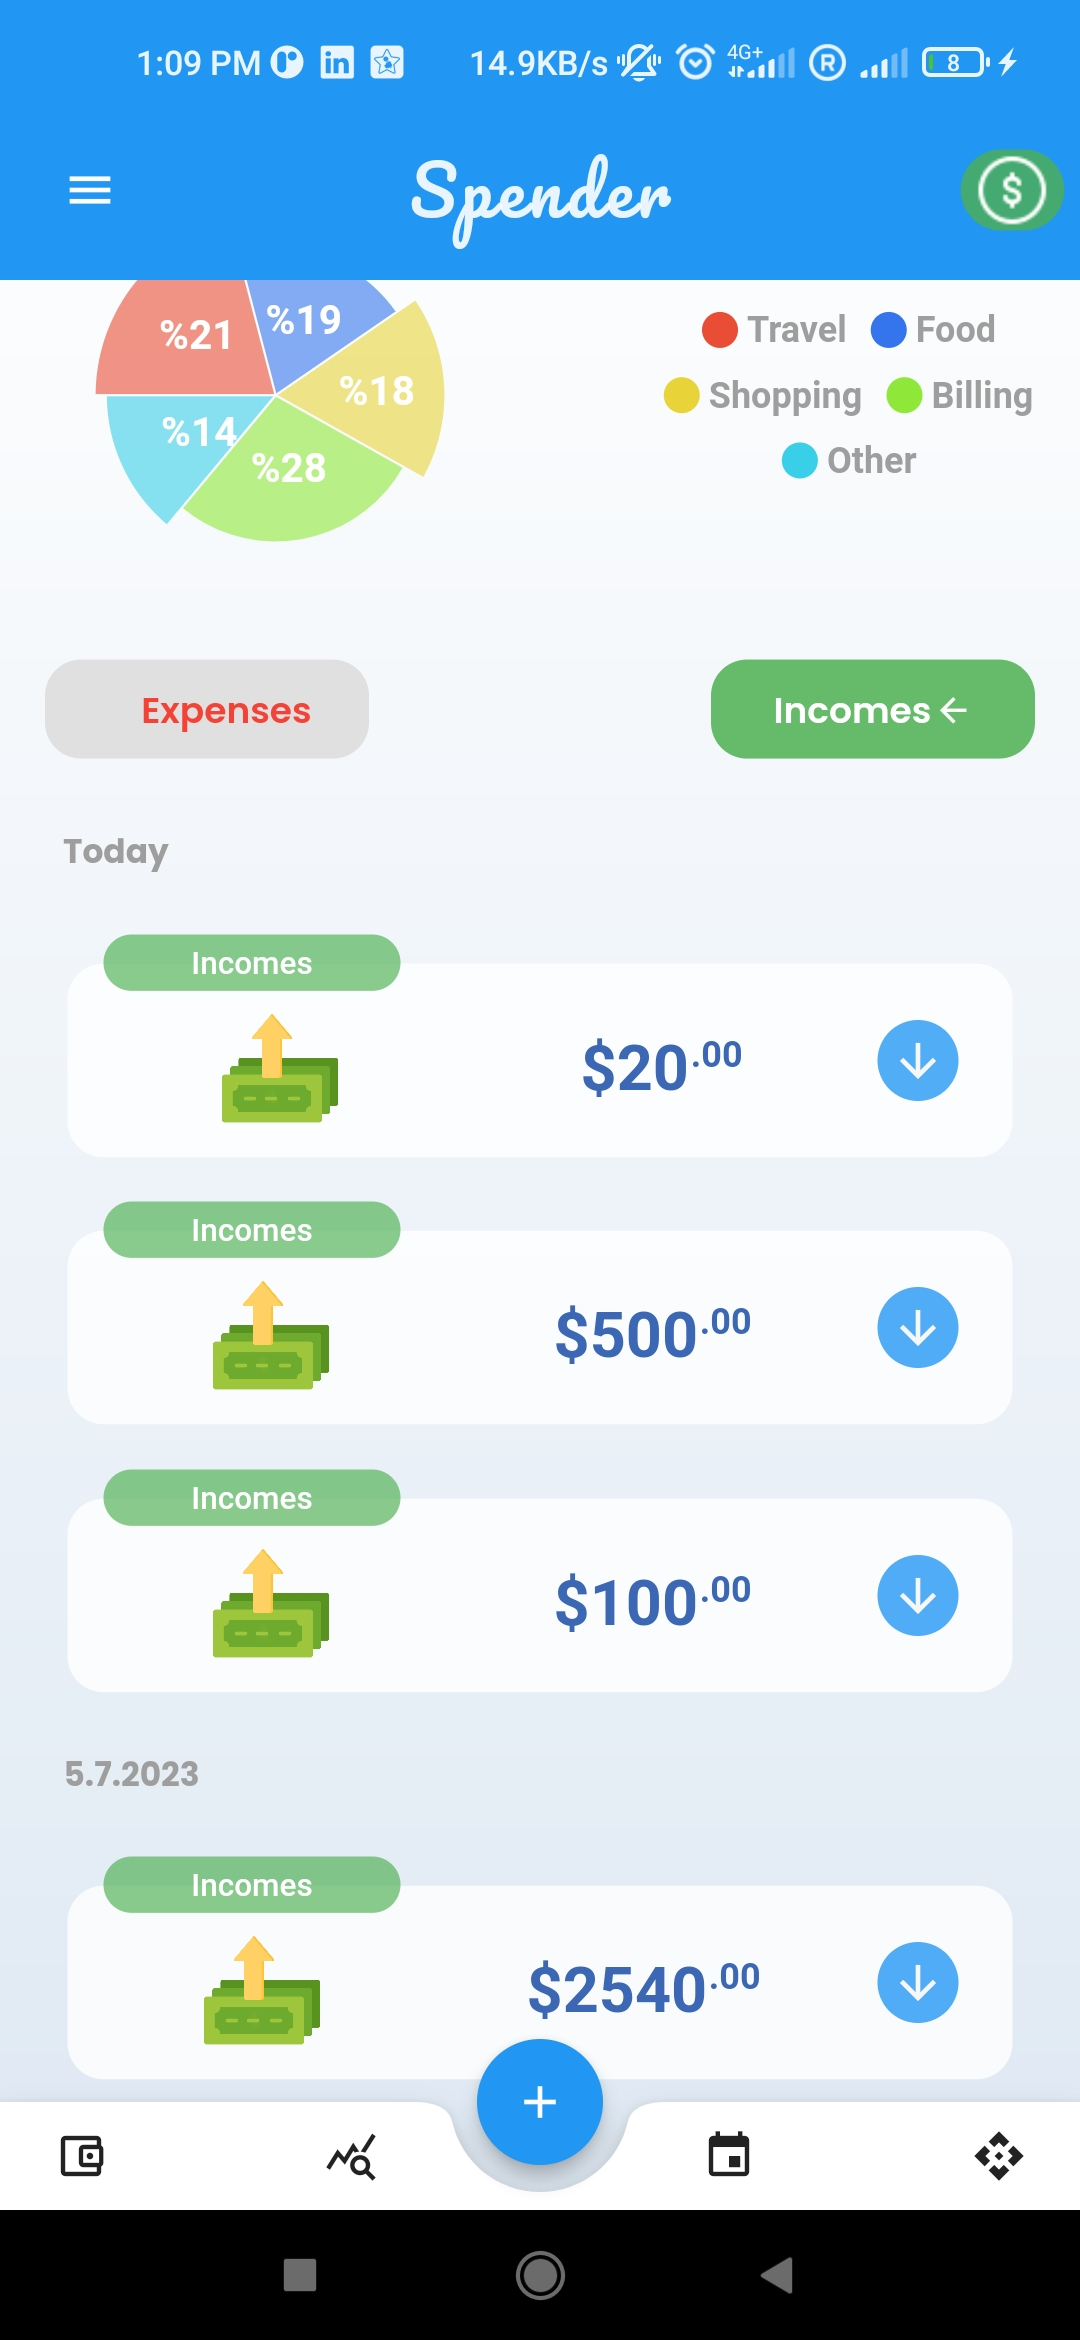 1:09 PM in 14.9KB/s 4G+ R 8
Spender
%21 %19
%18
%14
%28
Travel Food
Shopping Billing
Other
Expenses
Incomes
Today
Incomes
$20.00
Incomes
$500.00
Incomes
$100.00
5.7.2023
Incomes
$2540.00